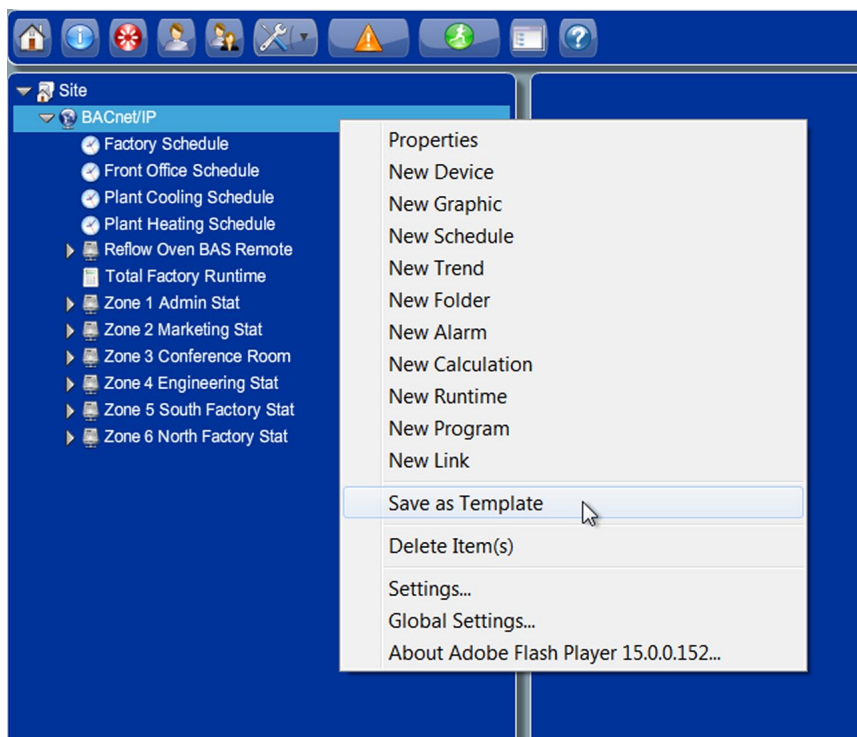 Site
BACnet/IP
Factory Schedule
Front Office Schedule
Plant Cooling Schedule
Plant Heating Schedule
Reflow Oven BAS Remote
Total Factory Runtime
Zone 1 Admin Stat
Zone 2 Marketing Stat
Zone 3 Conference Room
Zone 4 Engineering Stat
Zone 5 South Factory Stat
Zone 6 North Factory Stat
Properties
New Device
New Graphic
New Schedule
New Trend
New Folder
New Alarm
New Calculation
New Runtime
New Program
New Link
Save as Template
Delete Item(s)
Settings...
Global Settings...
About Adobe Flash Player 15.0.0.152...